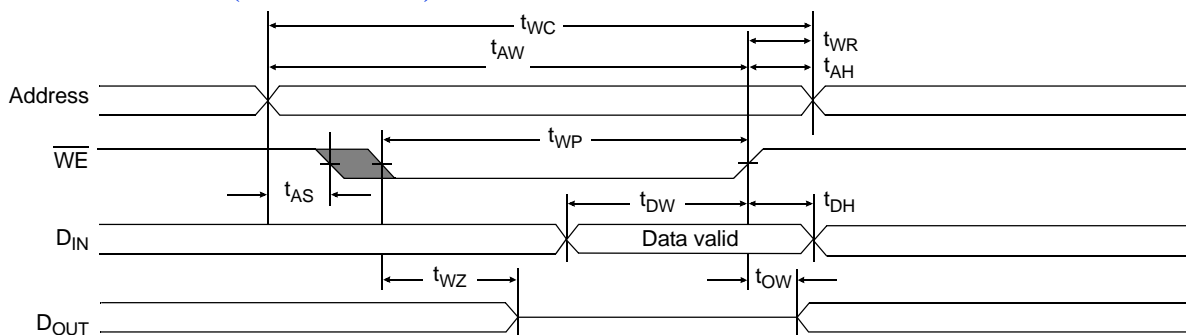 tWC
tAW
tWR
tAH
Address
tWP
WE
tAS
tDW
tDH
DIN
Data valid
tWZ
tOW
DOUT